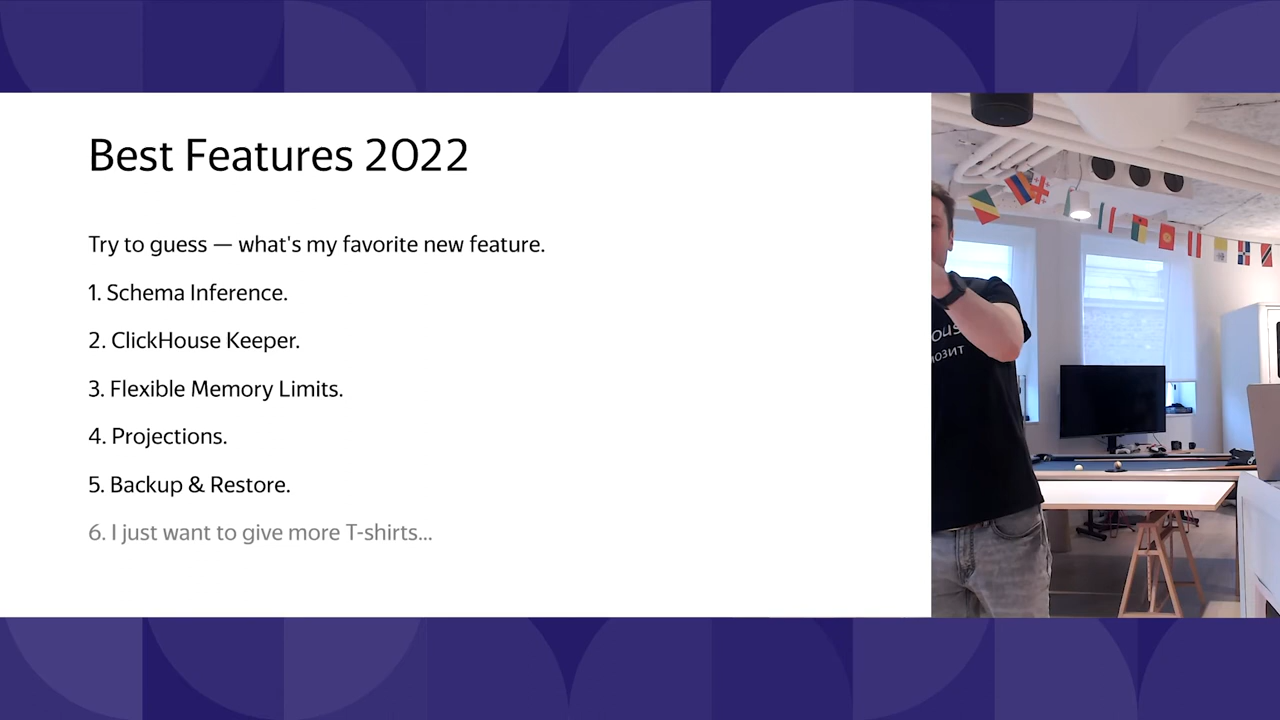 Best Features 2022
Try to guess — what's my favorite new feature.
1. Schema Inference.
2. ClickHouse Keeper.
3. Flexible Memory Limits.
4. Projections.
5. Backup & Restore.
6. I just want to give more T-shirts...